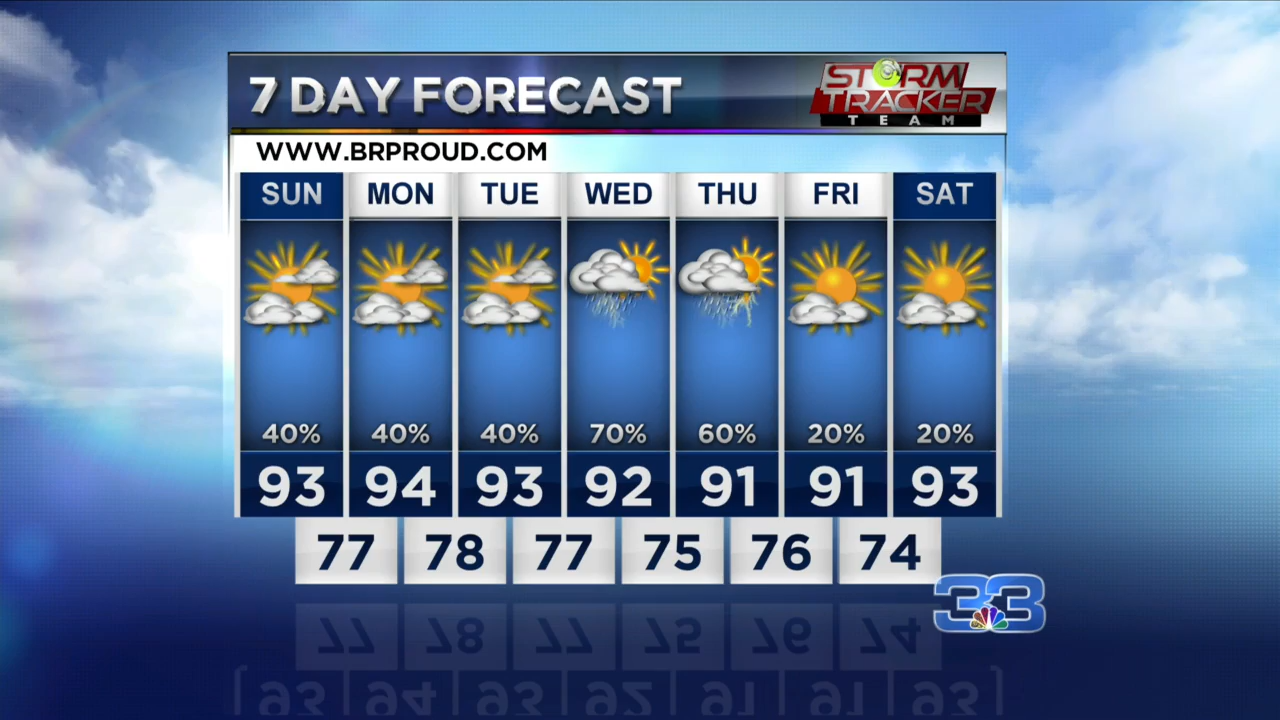 7 DAY FORECAST
STORM
TRACKER
TEAM
WWW.BRPROUD.COM
SUN MON TUE WED THU FRI SAT
40% 40% 40% 70% 60% 20% 20%
93 94 93 92 91 91 93
77 78 77 75 76 74
33